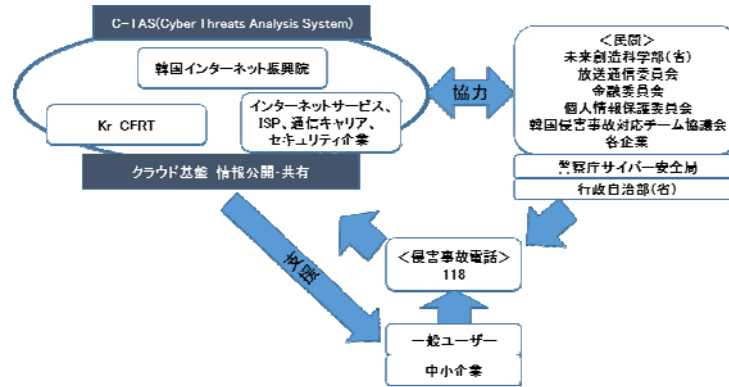 C-TAS(Cyber Threats Analysis System)
韓国インターネット振興院
Kr CFRT
インターネットサービス、
ISP、通信キャリア、
セキュリティ企業
クラウド基盤 情報公開・共有
協力
＜民間＞
未来創造科学部(省)
放送通信委員会
金融委員会
個人情報保護委員会
韓国侵害事故対応チーム協議会
各企業
警察庁サイバー安全局
行政自治部(省)
支援
＜侵害事故電話＞
118
一般ユーザー
中小企業